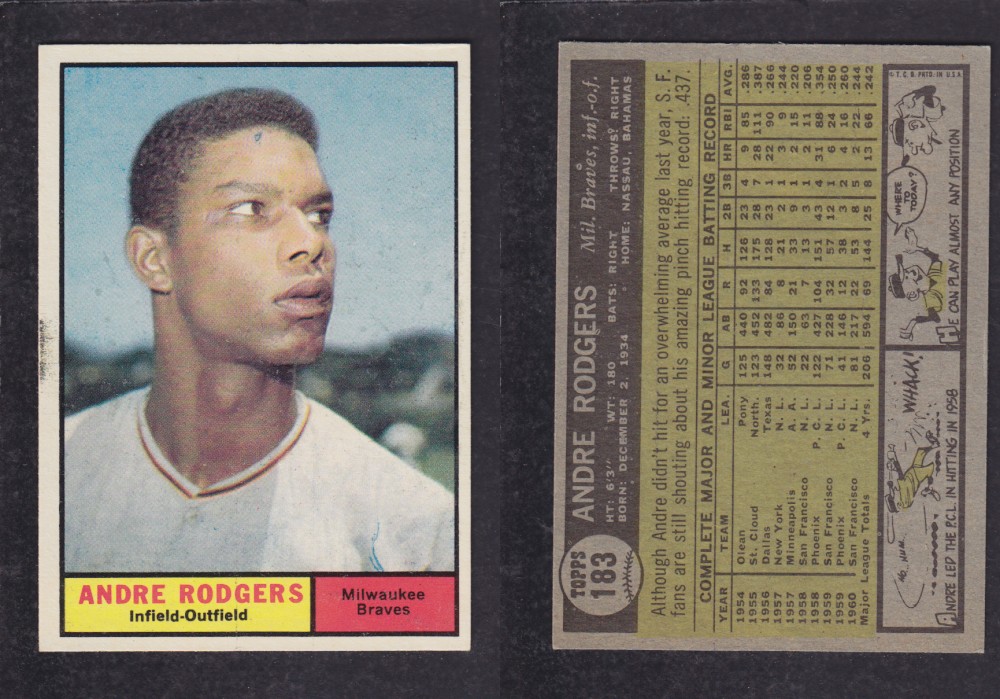 ANDRE RODGERS
Infield-Outfield
Milwaukee
Braves
TOPPS
183
ANDRE RODGERS Mil. Braves, inf.-o.f.
HT: 6'3" WT: 180 BATS: RIGHT THROWS: RIGHT
BORN: DECEMBER 2, 1934 HOME: NASSAU, BAHAMAS
Although Andre didn't hit for an overwhelming average last year, S. F.
fans are still shouting about his amazing pinch hitting record: .437.
COMPLETE MAJOR AND MINOR LEAGUE BATTING RECORD
YEAR TEAM LEA. G AB R H 2B 3B HR RBI AVG.
1954 Olean Pony 125 440 92 126 23 4 9 85 .286
1955 St. Cloud North. 123 452 133 175 28 7 28 111 .387
1956 Dallas Texas 148 482 84 128 23 1 22 90 .266
1957 New York N. L. 32 86 8 21 2 1 3 9 .244
1957 Minneapolis A. A. 52 150 21 33 9 1 2 15 .220
1958 San Francisco N. L. 22 63 7 13 3 1 2 11 .206
1958 Phoenix P. C. L. 122 427 104 151 43 4 31 88 .354
1959 San Francisco N. L. 71 228 32 57 12 1 6 24 .250
1959 Phoenix P. C. L. 41 146 12 38 3 2 4 16 .260
1960 San Francisco N. L. 81 217 22 53 8 5 2 22 .244
Major League Totals 4 Yrs. 206 594 69 144 25 8 13 66 .242
HO, HUM.
WHACK!
ANDRE LED THE P.C.L. IN HITTING IN 1958
© T. C. G. PRTD. IN U.S.A.
WHERE
TO
TODAY?
HE CAN PLAY ALMOST ANY POSITION